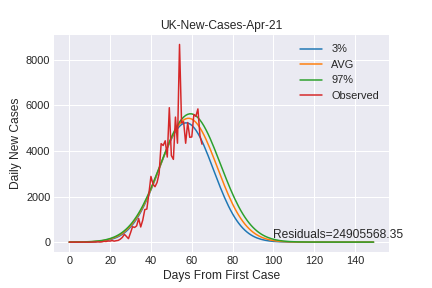 UK-New-Cases-Apr-21
Daily New Cases
8000
6000
4000
2000
0
3%
AVG
97%
Observed
Residuals=24905568.35
0 20 40 60 80 100 120 140
Days From First Case